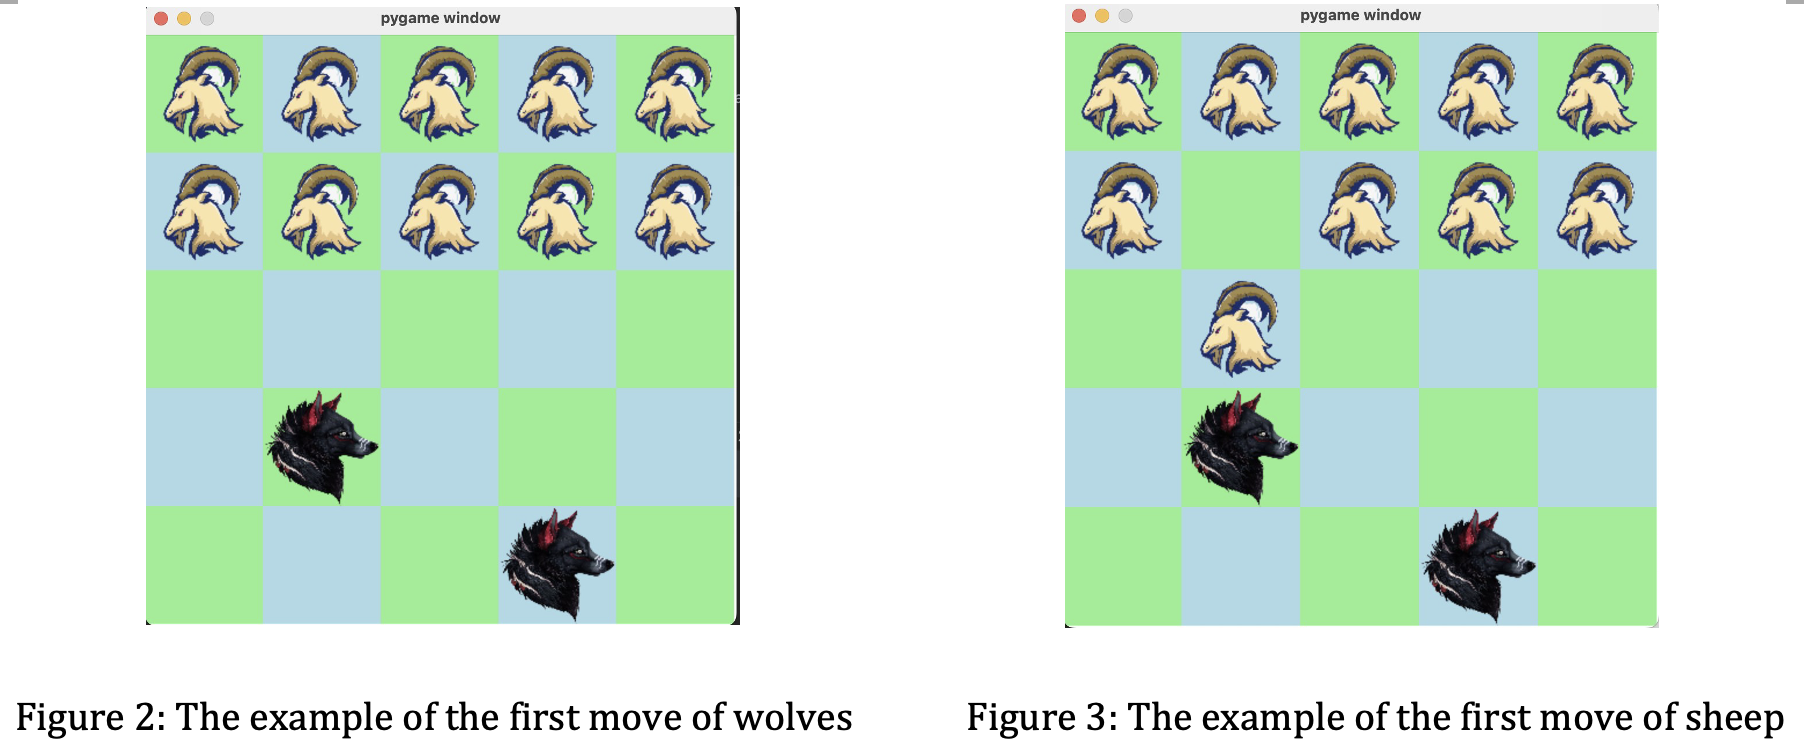 pygame window
pygame window
Figure 2: The example of the first move of wolves
Figure 3: The example of the first move of sheep